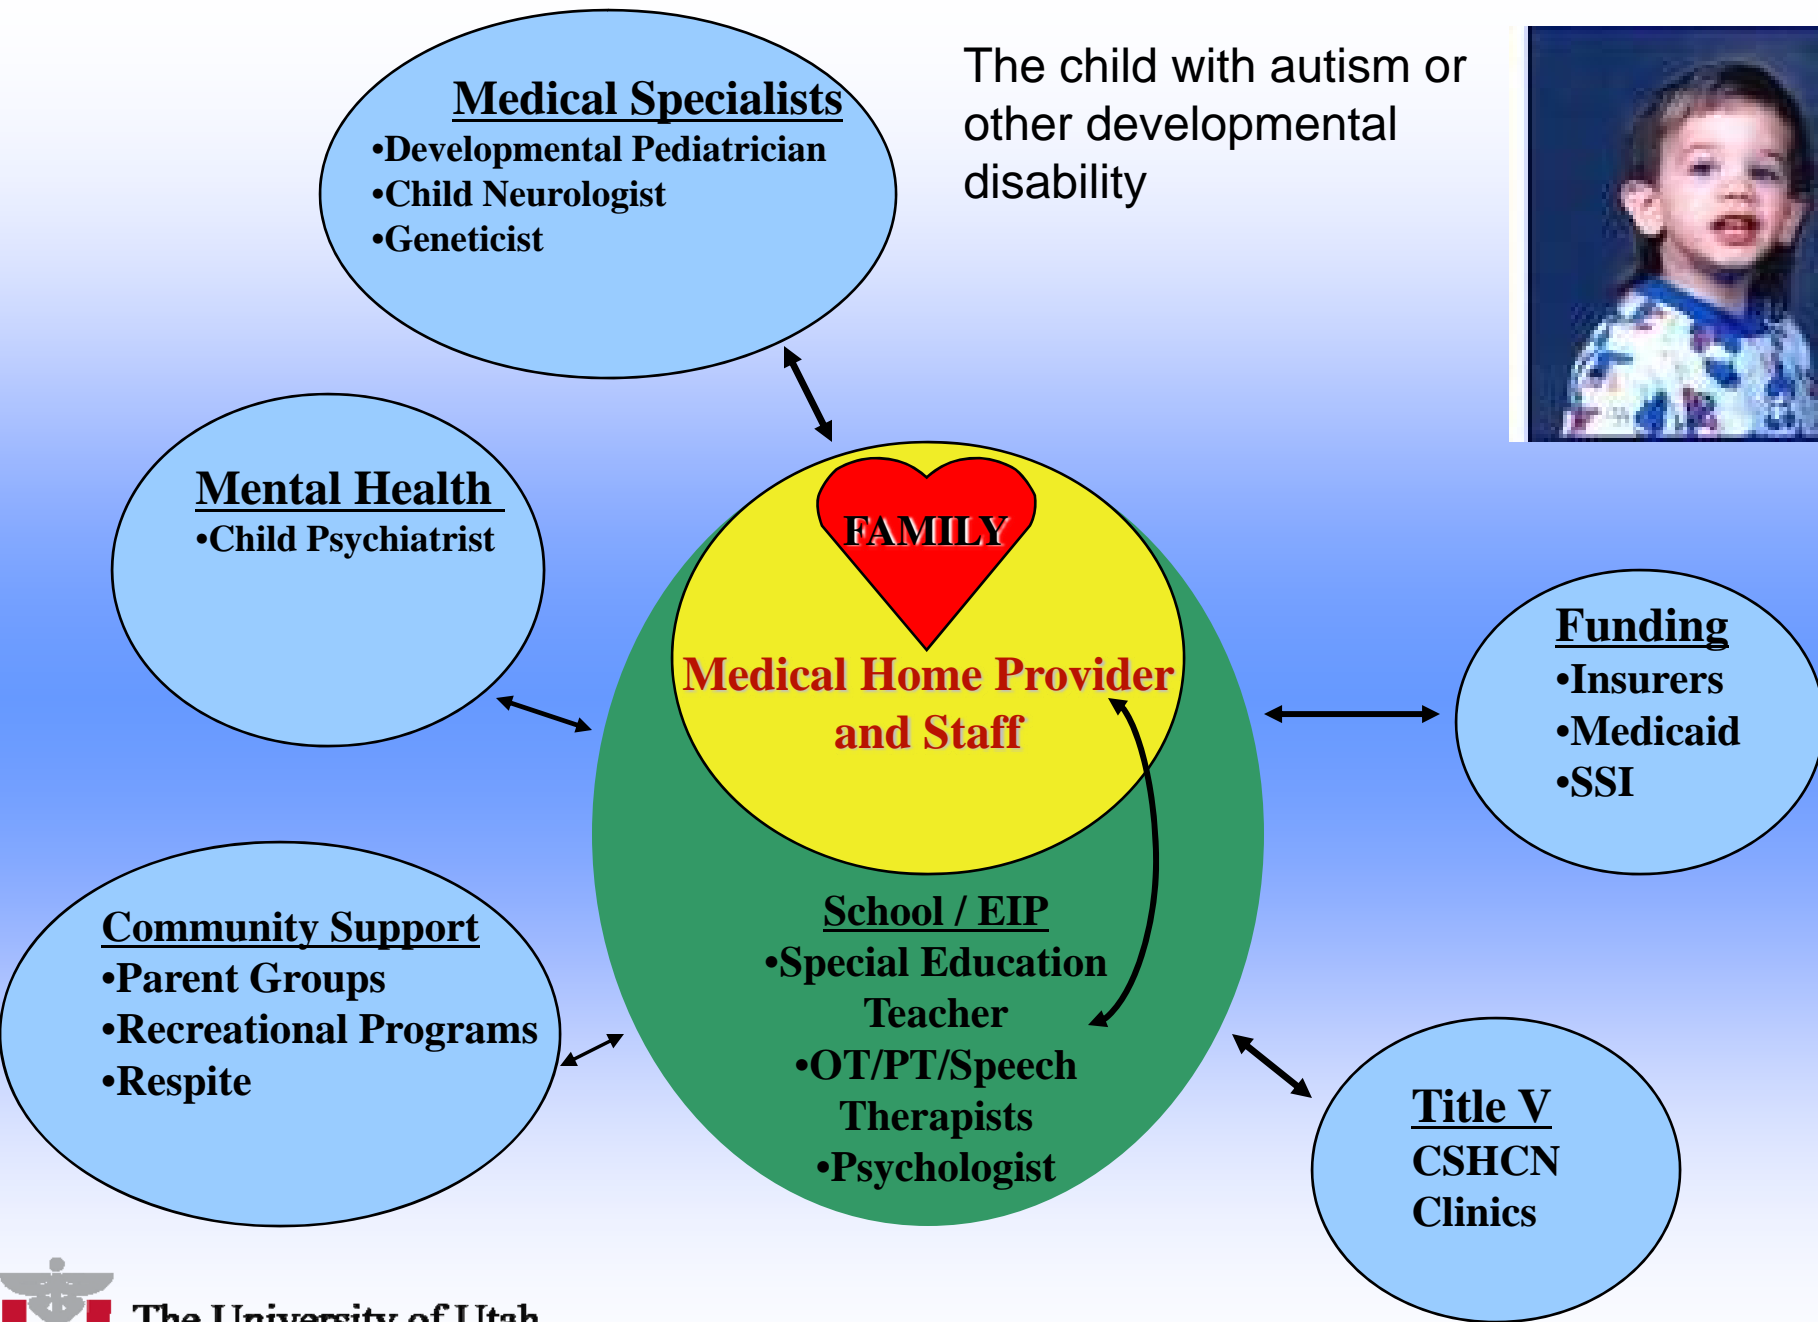 The child with autism or
other developmental
disability
Medical Specialists
•Developmental Pediatrician
•Child Neurologist
•Geneticist
Mental Health
•Child Psychiatrist
FAMILY
Medical Home Provider
and Staff
Funding
•Insurers
•Medicaid
•SSI
Community Support
•Parent Groups
•Recreational Programs
•Respite
School / EIP
•Special Education
Teacher
•OT/PT/Speech
Therapists
•Psychologist
Title V
CSHCN
Clinics
The University of Utah